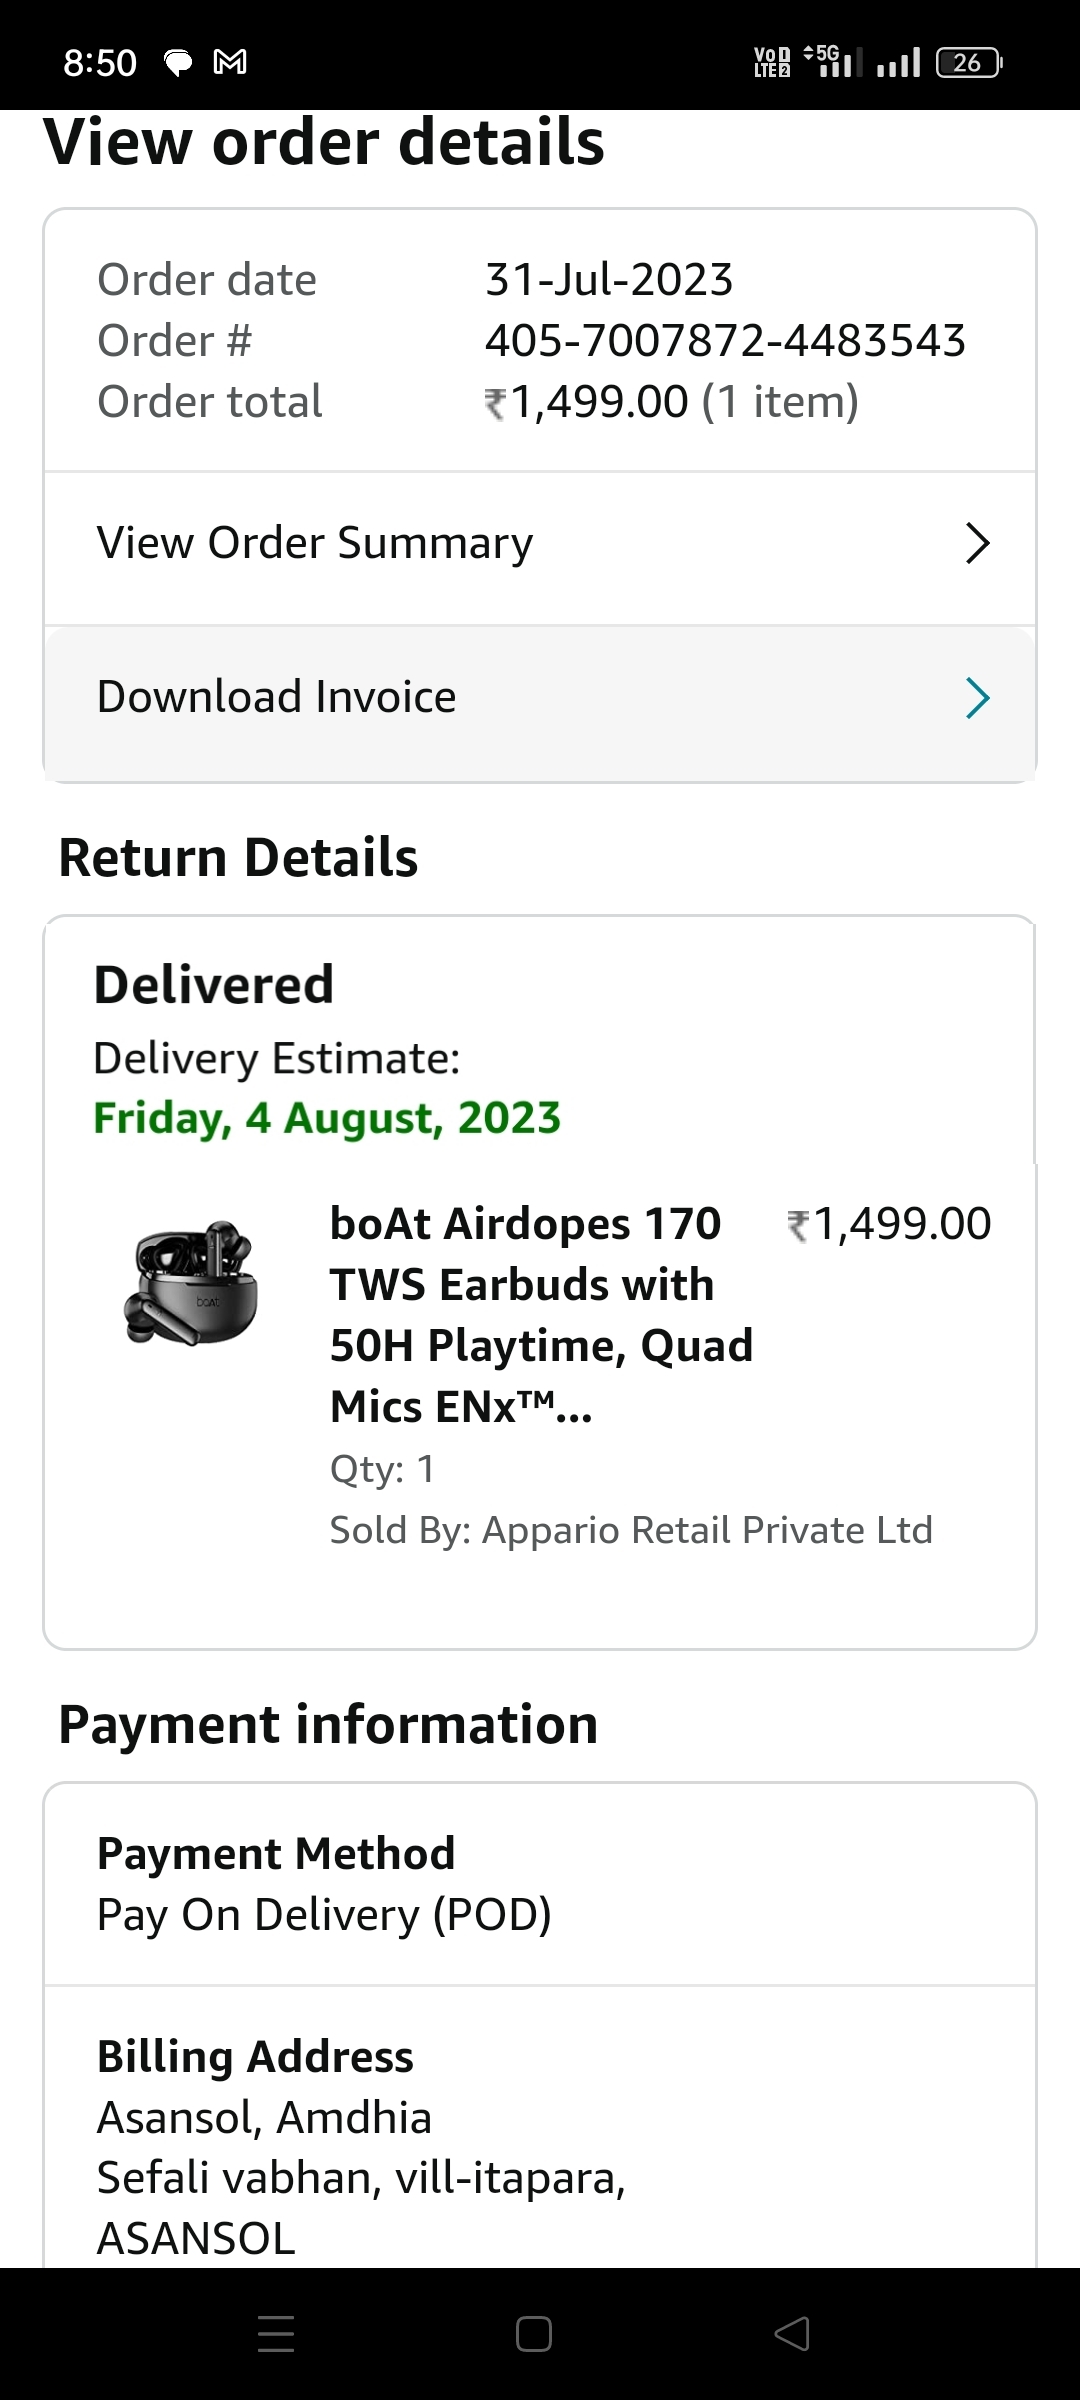 8:50
VoD LTE 2 5G 26
View order details
Order date 31-Jul-2023
Order # 405-7007872-4483543
Order total ₹1,499.00 (1 item)
View Order Summary
Download Invoice
Return Details
Delivered
Delivery Estimate:
Friday, 4 August, 2023
boAt Airdopes 170 ₹1,499.00
TWS Earbuds with
50H Playtime, Quad
Mics ENx™...
Qty: 1
Sold By: Appario Retail Private Ltd
boAt
Payment information
Payment Method
Pay On Delivery (POD)
Billing Address
Asansol, Amdhia
Sefali vabhan, vill-itapara,
ASANSOL